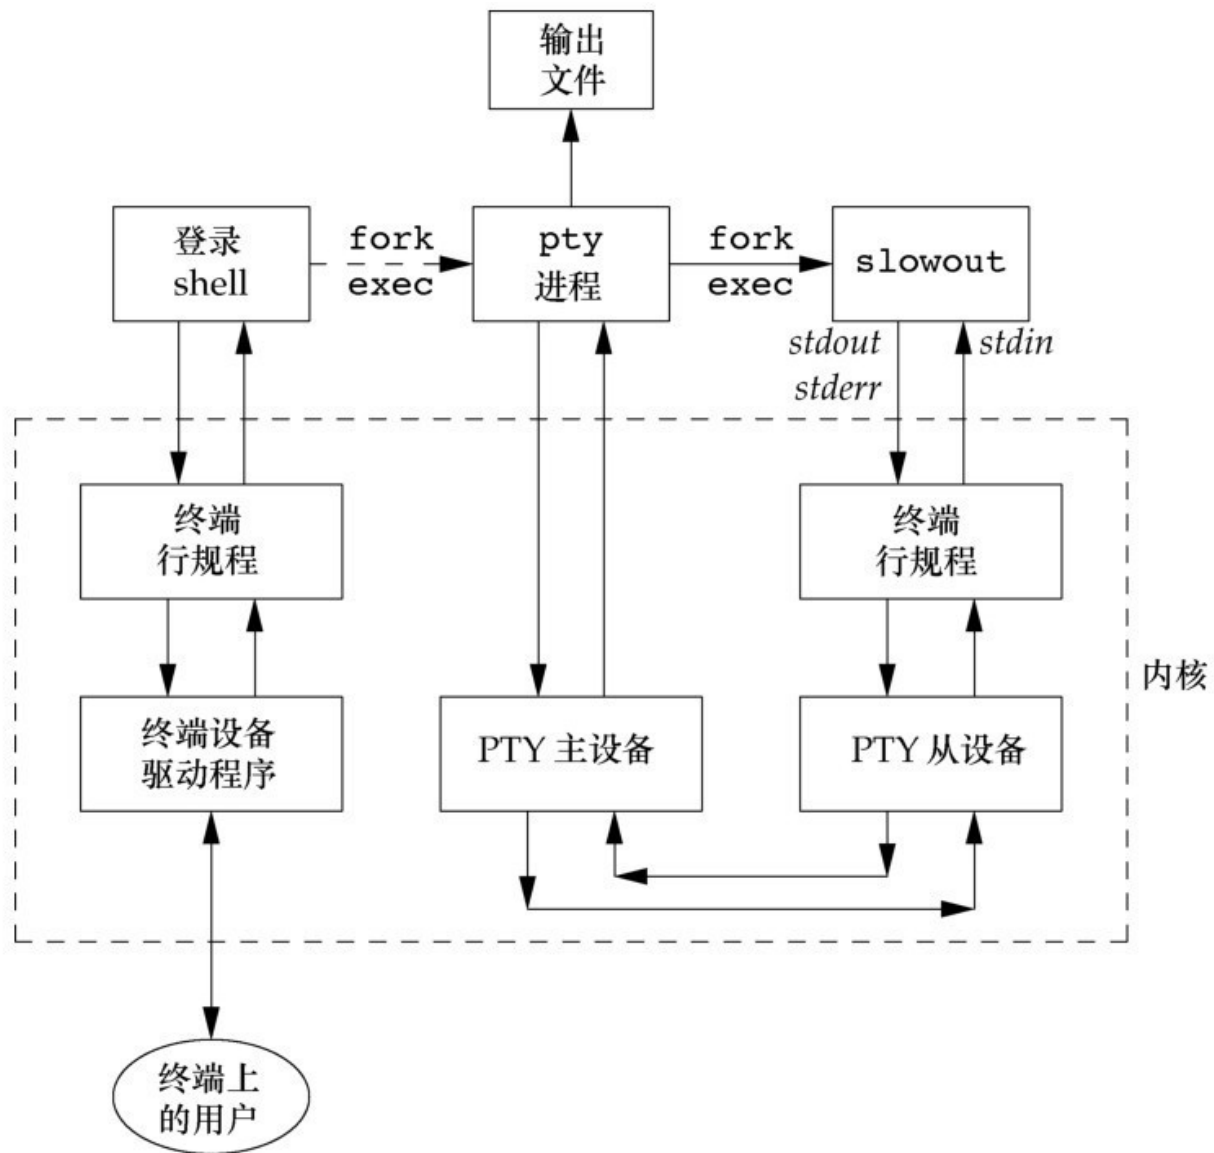 输出
文件
登录
shell
fork
exec
pty
进程
fork
exec
slowout
stdout
stderr
stdin
终端
行规程
终端
行规程
内核
终端设备
驱动程序
PTY 主设备
PTY 从设备
终端上
的用户